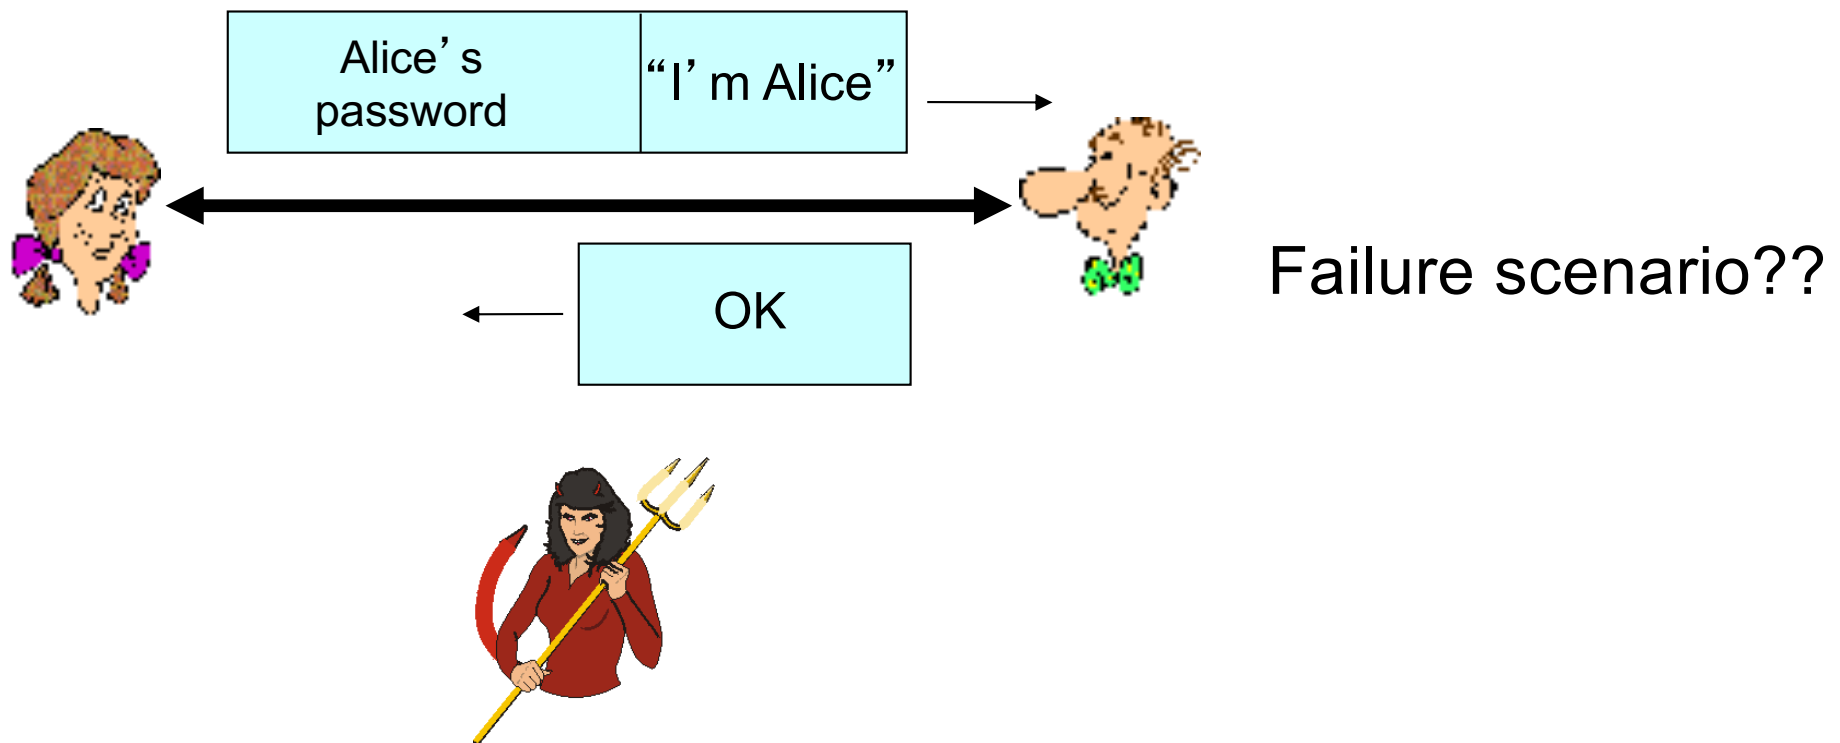 Alice’s
password
“I’m Alice”
OK
Failure scenario??